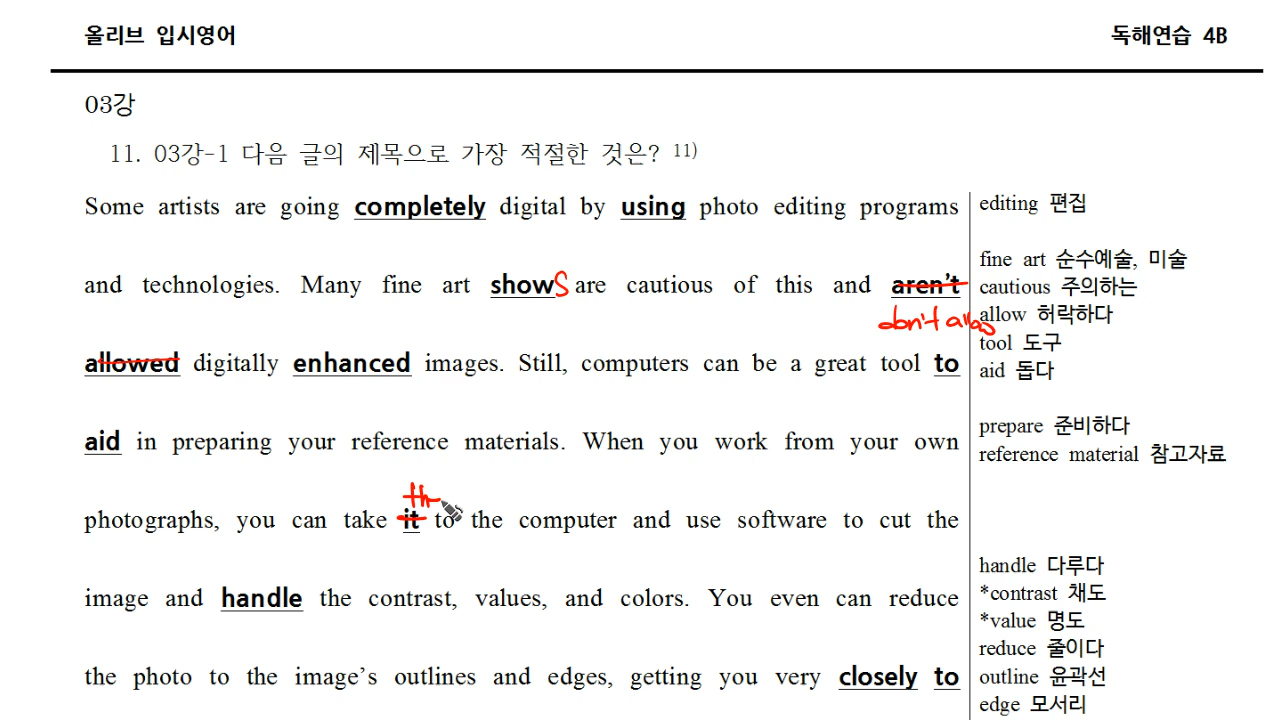 올리브 입시영어 독해연습 4B
03강
11. 03강-1 다음 글의 제목으로 가장 적절한 것은? 11)
Some artists are going completely digital by using photo editing programs
editing 편집
and technologies. Many fine art showS are cautious of this and aren't
fine art 순수예술, 미술
cautious 주의하는
don't allow
allow 허락하다
allowed digitally enhanced images. Still, computers can be a great tool to
tool 도구
aid 돕다
aid in preparing your reference materials. When you work from your own
prepare 준비하다
reference material 참고자료
th
photographs, you can take it to the computer and use software to cut the
image and handle the contrast, values, and colors. You even can reduce
handle 다루다
*contrast 채도
*value 명도
reduce 줄이다
the photo to the image's outlines and edges, getting you very closely to
outline 윤곽선
edge 모서리